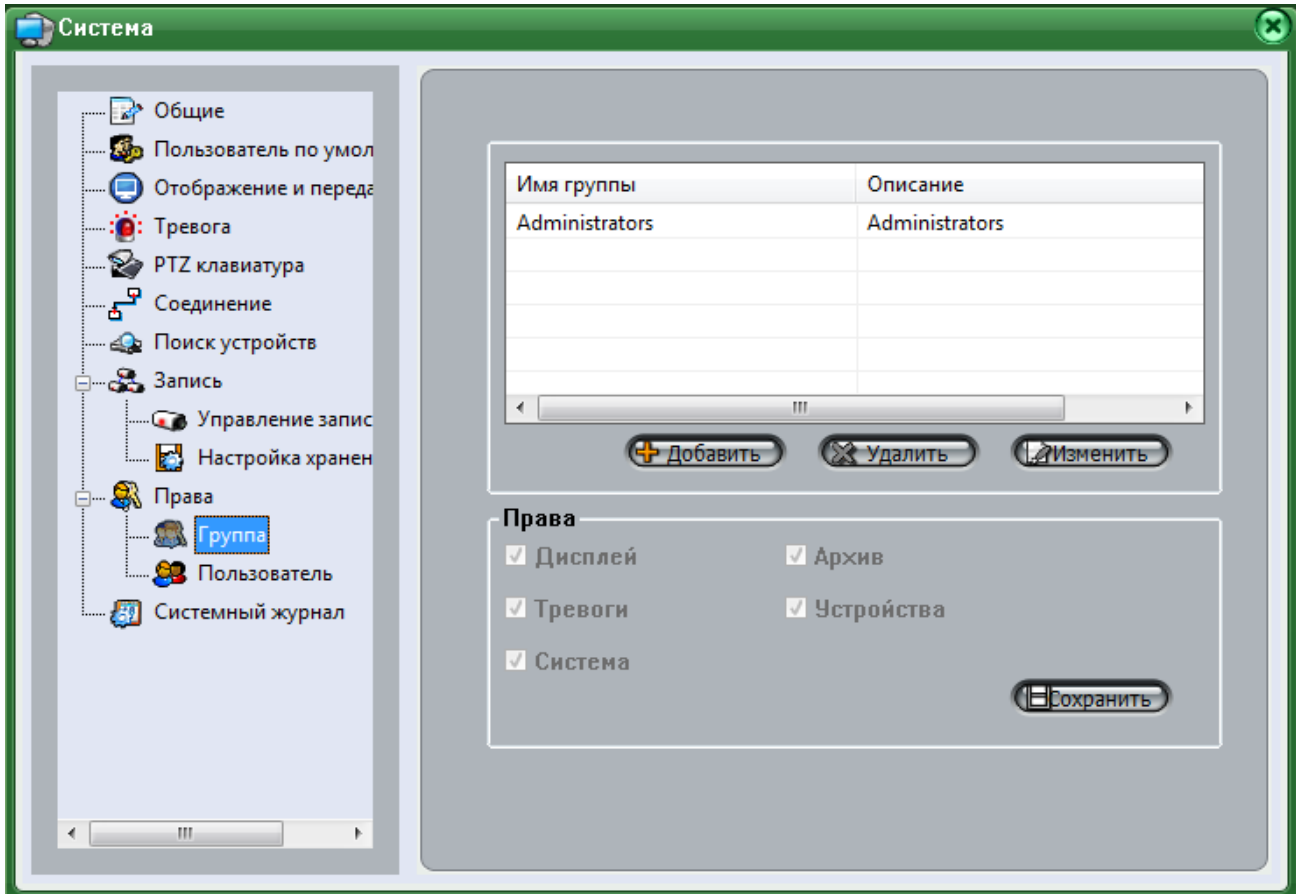 Система
Общие
Пользователь по умол
Отображение и переда
Тревога
PTZ клавиатура
Соединение
Поиск устройств
Запись
Управление запис
Настройка хранен
Права
Группа
Пользователь
Системный журнал
Имя группы Описание
Administrators Administrators
Добавить Удалить Изменить
Права
Дисплей Архив
Тревоги Устройства
Система
Сохранить